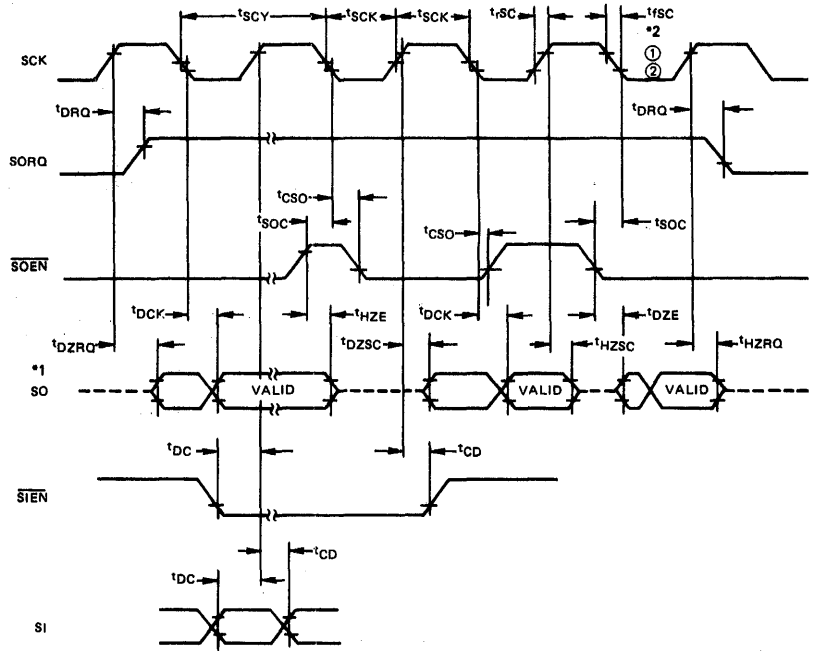 tSCY tSCK tSCK trSC tfSC
*2
SCK
①
②
tDRQ tDRQ
SORQ
tCSO
tSOC tCSO tSOC
SOEN
tDCK tHZE tDCK tDZE
tDZRQ tDZSC tHZSC tHZRQ
*1
SO VALID VALID VALID
tDC tCD
SIEN
tCD
tDC
SI